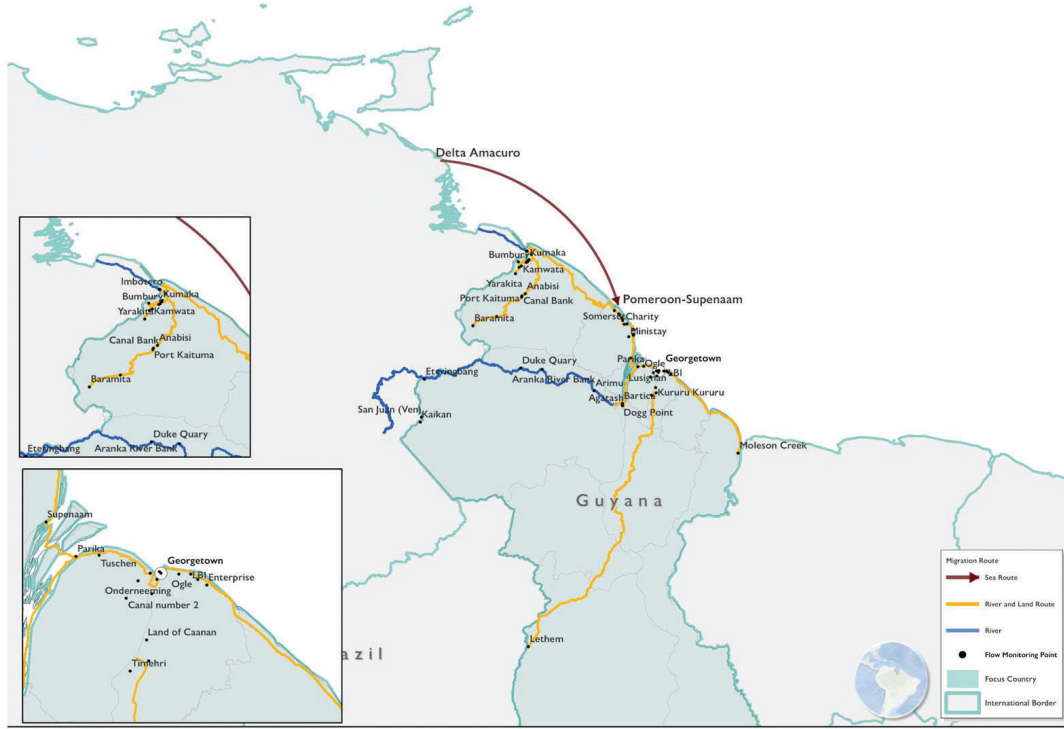 Delta Amacuro
Kumaka
Bumbury
Kamwata
Yarakita
Anabisi
Port Kaituma
Canal Bank
Baramita
Pomeroon-Supenaam
Somerset
Charity
Ministay
Parika
Ogle
Georgetown
LBI
Lusignan
Duke Quary
Eteringbang
Aranka River Bank
Arimu
Bartica
Kururu Kururu
Agatash
Dogg Point
San Juan (Ven)
Kaikan
Moleson Creek
Guyana
Lethem
azil
Imbotero
Kumaka
Bumbury
Yarakita
Kamwata
Canal Bank
Anabisi
Port Kaituma
Baramita
Duke Quary
Eteringbang
Aranka River Bank
Supenaam
Parika
Tuschen
Georgetown
LBI
Enterprise
Ogle
Onderneeming
Canal number 2
Land of Caanan
Timehri
Migration Route
Sea Route
River and Land Route
River
Flow Monitoring Point
Focus Country
International Border